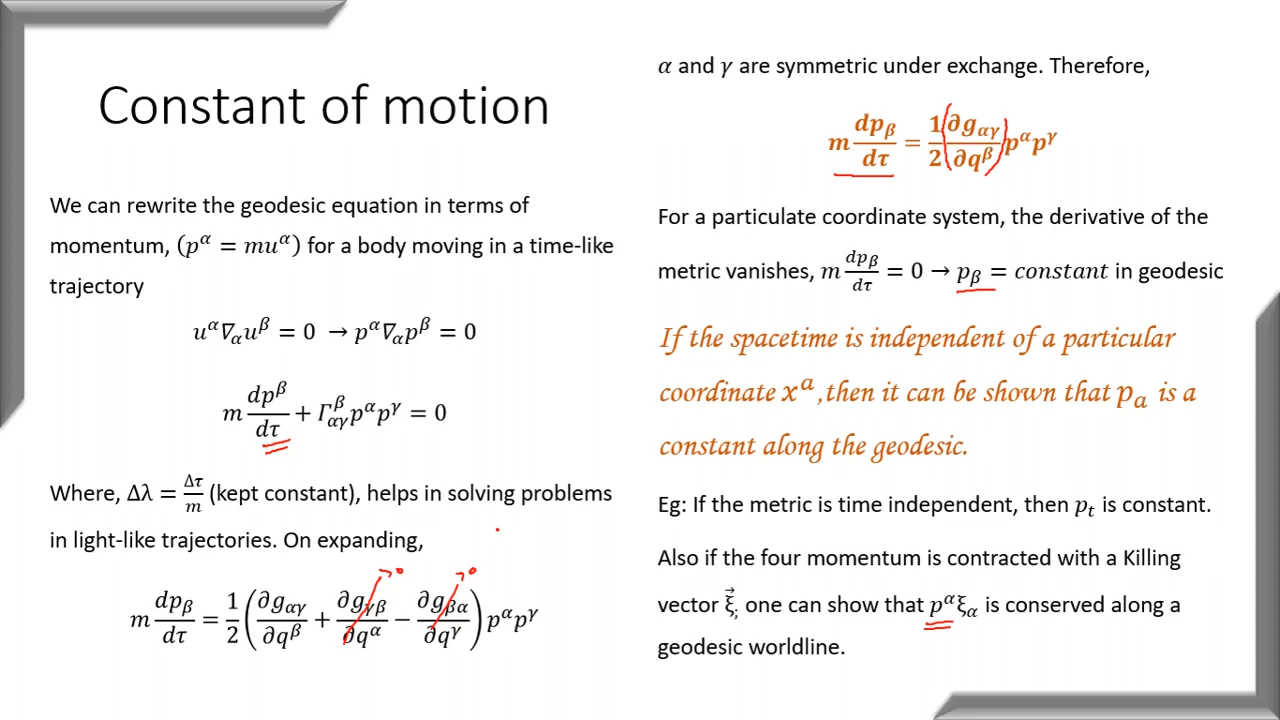 Constant of motion
We can rewrite the geodesic equation in terms of
momentum, (p^α = mu^α) for a body moving in a time-like
trajectory
u^α ∇_α u^β = 0 → p^α ∇_α p^β = 0
m dp^β/dτ + Γ^β_αγ p^α p^γ = 0
Where, Δλ = Δτ/m (kept constant), helps in solving problems
in light-like trajectories. On expanding,
m dp_β/dτ = 1/2 (∂g_αγ/∂q^β + ∂g_γβ/∂q^α − ∂g_βα/∂q^γ) p^α p^γ
α and γ are symmetric under exchange. Therefore,
m dp_β/dτ = 1/2 ∂g_αγ/∂q^β p^α p^γ
For a particulate coordinate system, the derivative of the
metric vanishes, m dp_β/dτ = 0 → p_β = constant in geodesic
If the spacetime is independent of a particular
coordinate x^a ,then it can be shown that p_a is a
constant along the geodesic.
Eg: If the metric is time independent, then p_t is constant.
Also if the four momentum is contracted with a Killing
vector ξ⃗; one can show that p^α ξ_α is conserved along a
geodesic worldline.